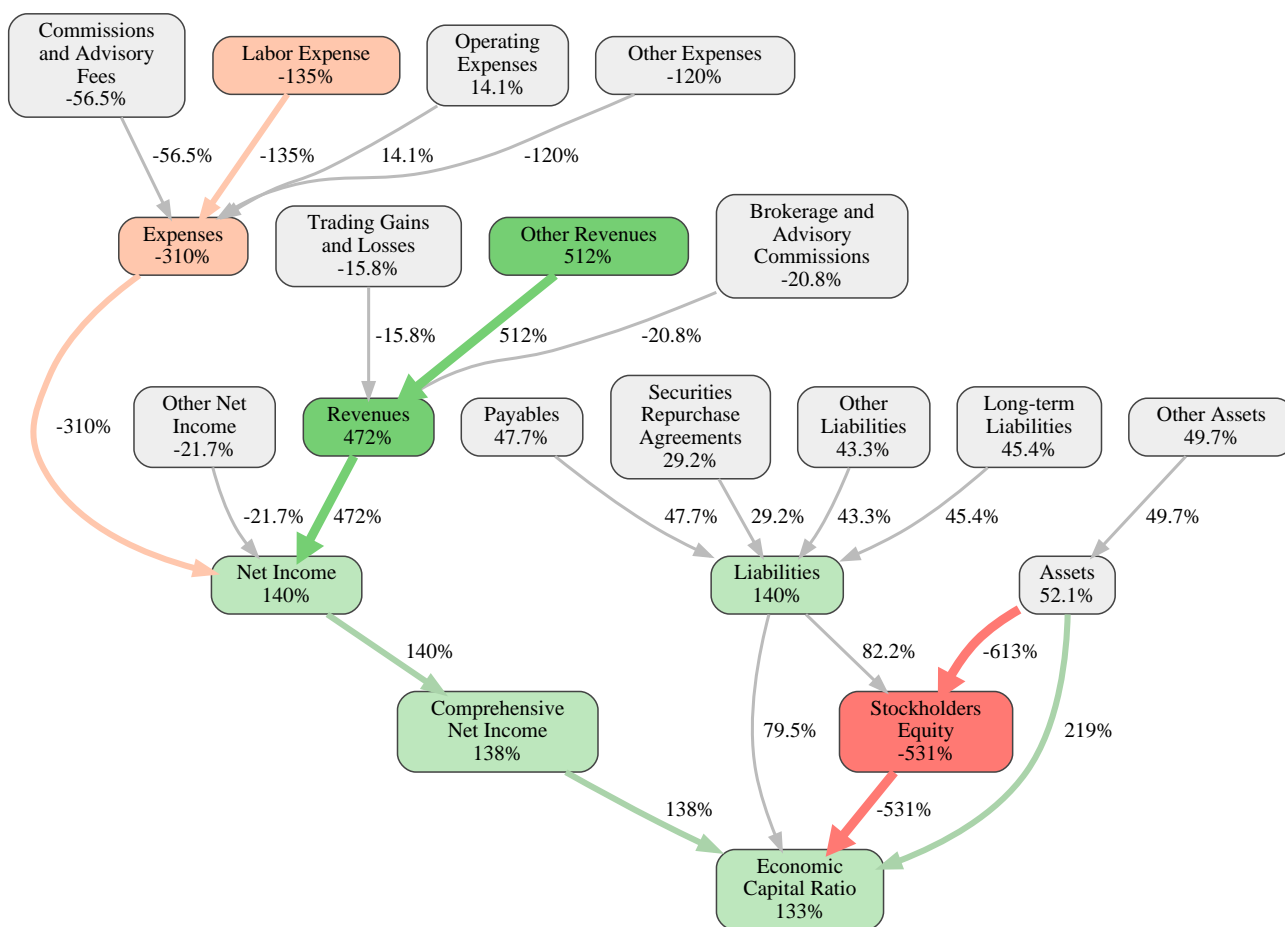 Commissions
and Advisory
Fees
-56.5%
Labor Expense
-135%
Operating
Expenses
14.1%
Other Expenses
-120%
-56.5%
-135%
14.1%
-120%
Expenses
-310%
Trading Gains
and Losses
-15.8%
Other Revenues
512%
Brokerage and
Advisory
Commissions
-20.8%
-15.8%
512%
-20.8%
-310%
Other Net
Income
-21.7%
Revenues
472%
Payables
47.7%
Securities
Repurchase
Agreements
29.2%
Other
Liabilities
43.3%
Long-term
Liabilities
45.4%
Other Assets
49.7%
-21.7%
472%
47.7%
29.2%
43.3%
45.4%
49.7%
Net Income
140%
Liabilities
140%
Assets
52.1%
140%
82.2%
-613%
Comprehensive
Net Income
138%
79.5%
Stockholders
Equity
-531%
219%
138%
-531%
Economic
Capital Ratio
133%